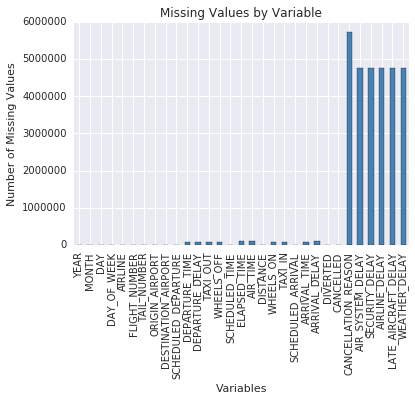 Missing Values by Variable
6000000
5000000
4000000
3000000
2000000
1000000
0
Number of Missing Values
YEAR
MONTH
DAY
DAY_OF_WEEK
AIRLINE
FLIGHT_NUMBER
TAIL_NUMBER
ORIGIN_AIRPORT
DESTINATION_AIRPORT
SCHEDULED_DEPARTURE
DEPARTURE_TIME
DEPARTURE_DELAY
TAXI_OUT
WHEELS_OFF
SCHEDULED_TIME
ELAPSED_TIME
AIR_TIME
DISTANCE
WHEELS_ON
TAXI_IN
SCHEDULED_ARRIVAL
ARRIVAL_TIME
ARRIVAL_DELAY
DIVERTED
CANCELLED
CANCELLATION_REASON
AIR_SYSTEM_DELAY
SECURITY_DELAY
AIRLINE_DELAY
LATE_AIRCRAFT_DELAY
WEATHER_DELAY
Variables